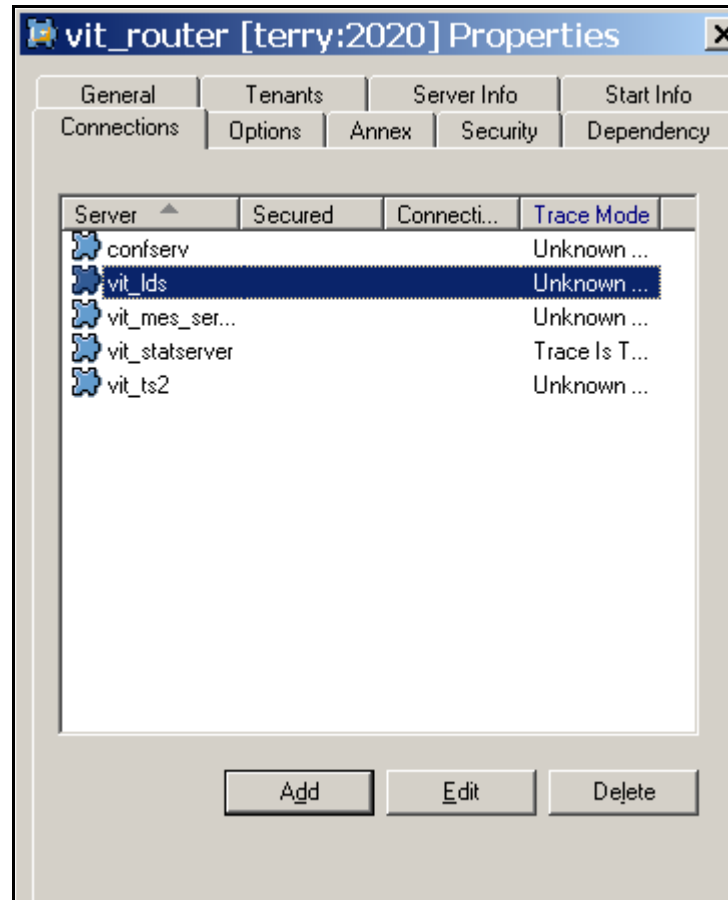 vit_router [terry:2020] Properties
General Tenants Server Info Start Info
Connections Options Annex Security Dependency
Server Secured Connecti... Trace Mode
confserv Unknown ...
vit_lds Unknown ...
vit_mes_ser... Unknown ...
vit_statserver Trace Is T...
vit_ts2 Unknown ...
Add Edit Delete